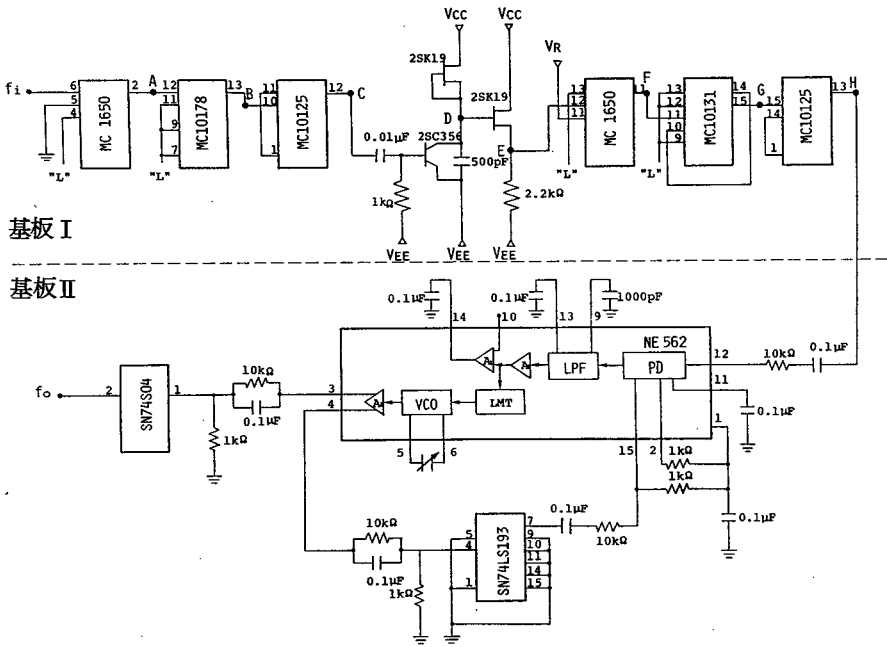 Vcc Vcc
2SK19
VR
2SK19
fi
6 2 A 12 13 11 12 C
5 11 B 10
4 9
7 1
MC 1650
MC10178
MC10125
"L" "L"
D
0.01μF 2SC356
500pF
E
1kΩ
2.2kΩ
VEE VEE VEE
13 11 F 13 14 G 15 13 H
12 12 15 14
11 11
10
9 1
MC 1650
MC10131
MC10125
"L" "L"
基板Ⅰ
基板Ⅱ
0.1μF 0.1μF 1000pF
14 10 13 9
NE 562
A A LPF PD
12 10kΩ 0.1μF
11
0.1μF
1
fo
2 SN74S04 1
10kΩ
0.1μF
1kΩ
3
4
A VCO LMT
5 6
15 2
1kΩ
1kΩ
0.1μF
10kΩ
0.1μF
1kΩ
5 7
4 9
10
11
14
1 15
SN74LS193
0.1μF
10kΩ